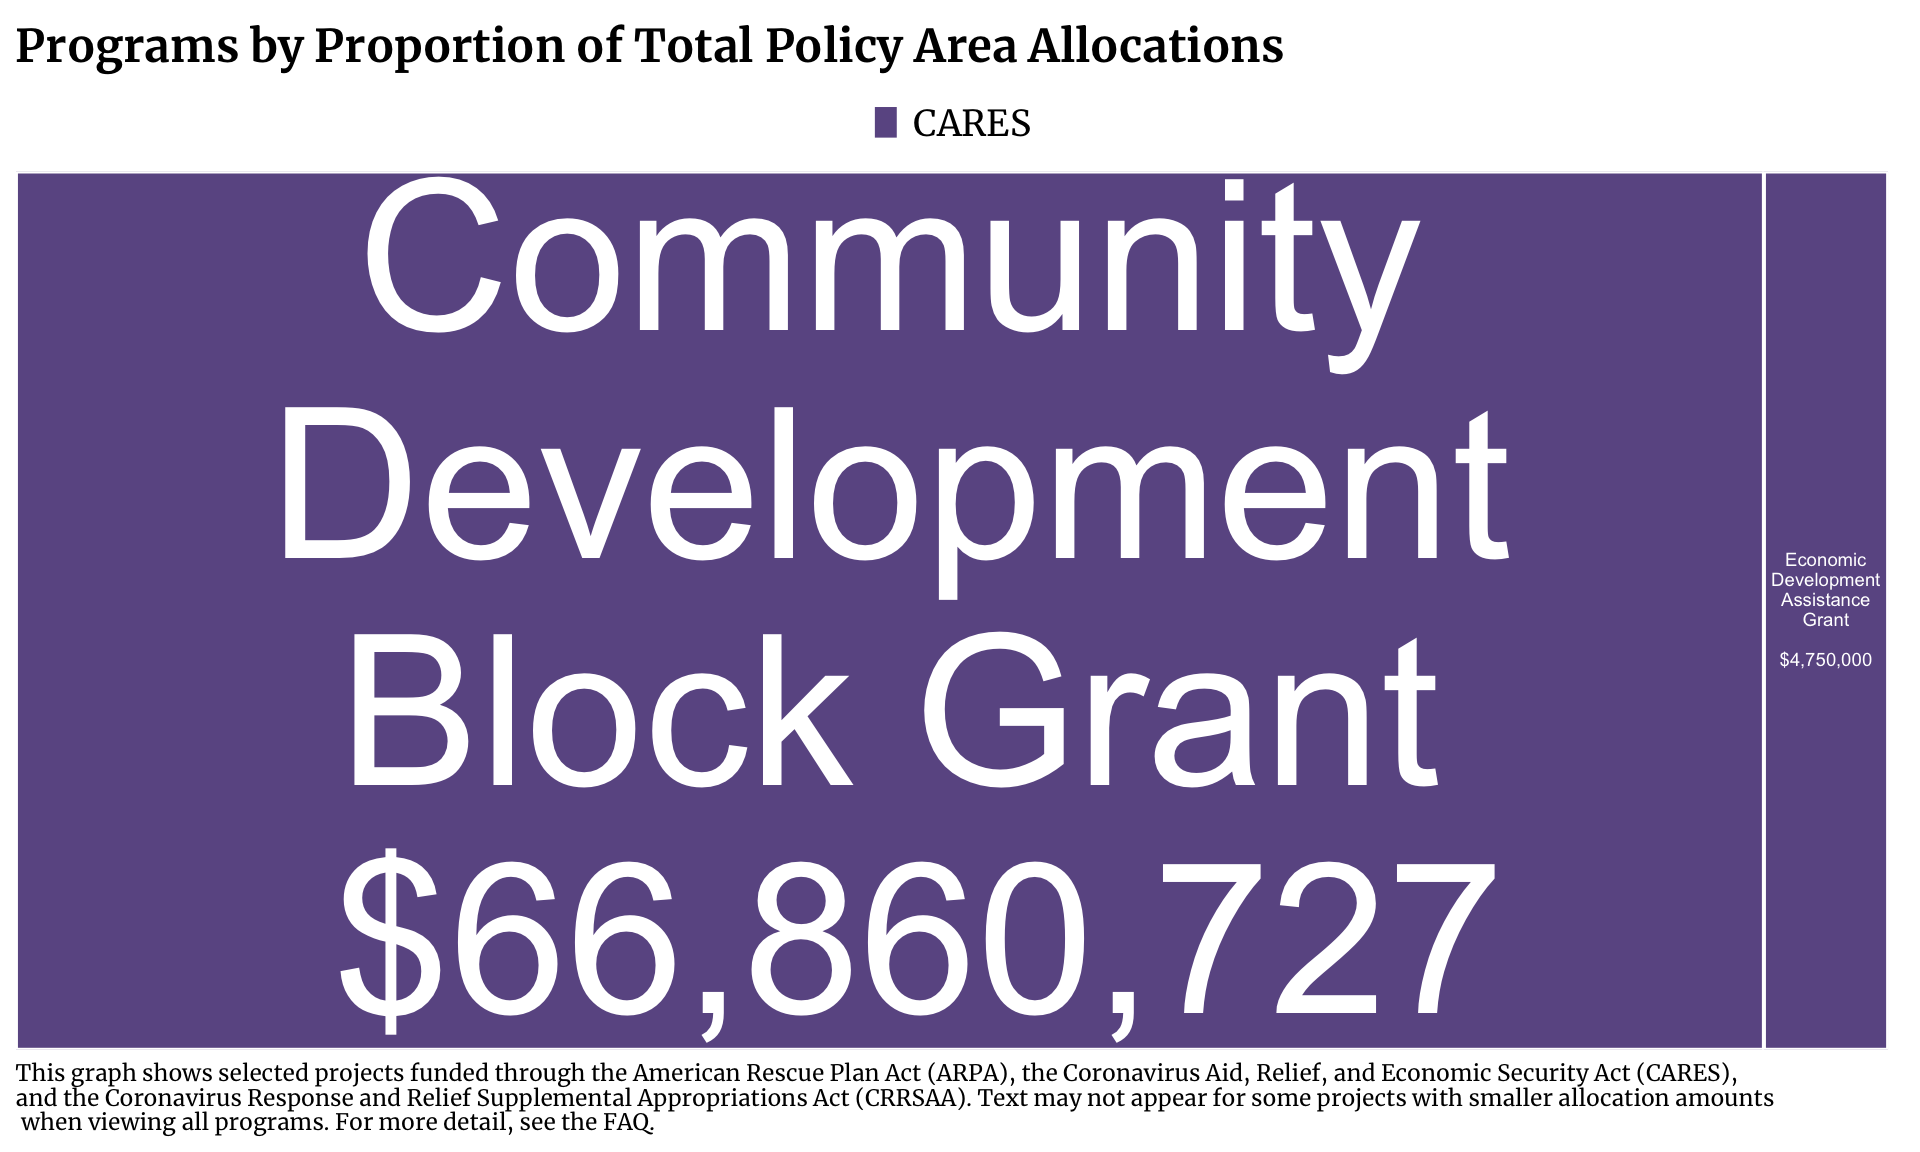 Programs by Proportion of Total Policy Area Allocations
CARES
Community
Development
Block Grant
$66,860,727
Economic
Development
Assistance
Grant
$4,750,000
This graph shows selected projects funded through the American Rescue Plan Act (ARPA), the Coronavirus Aid, Relief, and Economic Security Act (CARES),
and the Coronavirus Response and Relief Supplemental Appropriations Act (CRRSAA). Text may not appear for some projects with smaller allocation amounts
when viewing all programs. For more detail, see the FAQ.